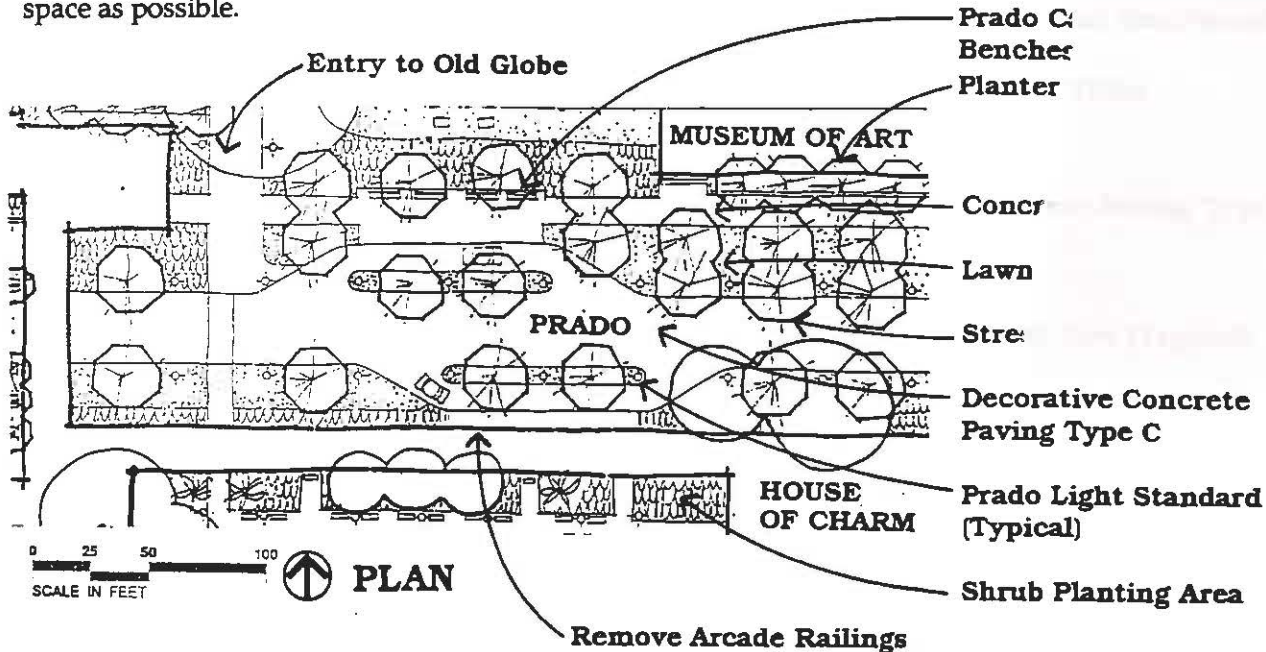 space as possible.
Prado
Benches
Entry to Old Globe
Planter
MUSEUM OF ART
Lawn
PRADO
Decorative Concrete
Paving Type C
HOUSE
OF CHARM
Prado Light Standard
(Typical)
0 25 50 100
SCALE IN FEET
PLAN
Shrub Planting Area
Remove Arcade Railings